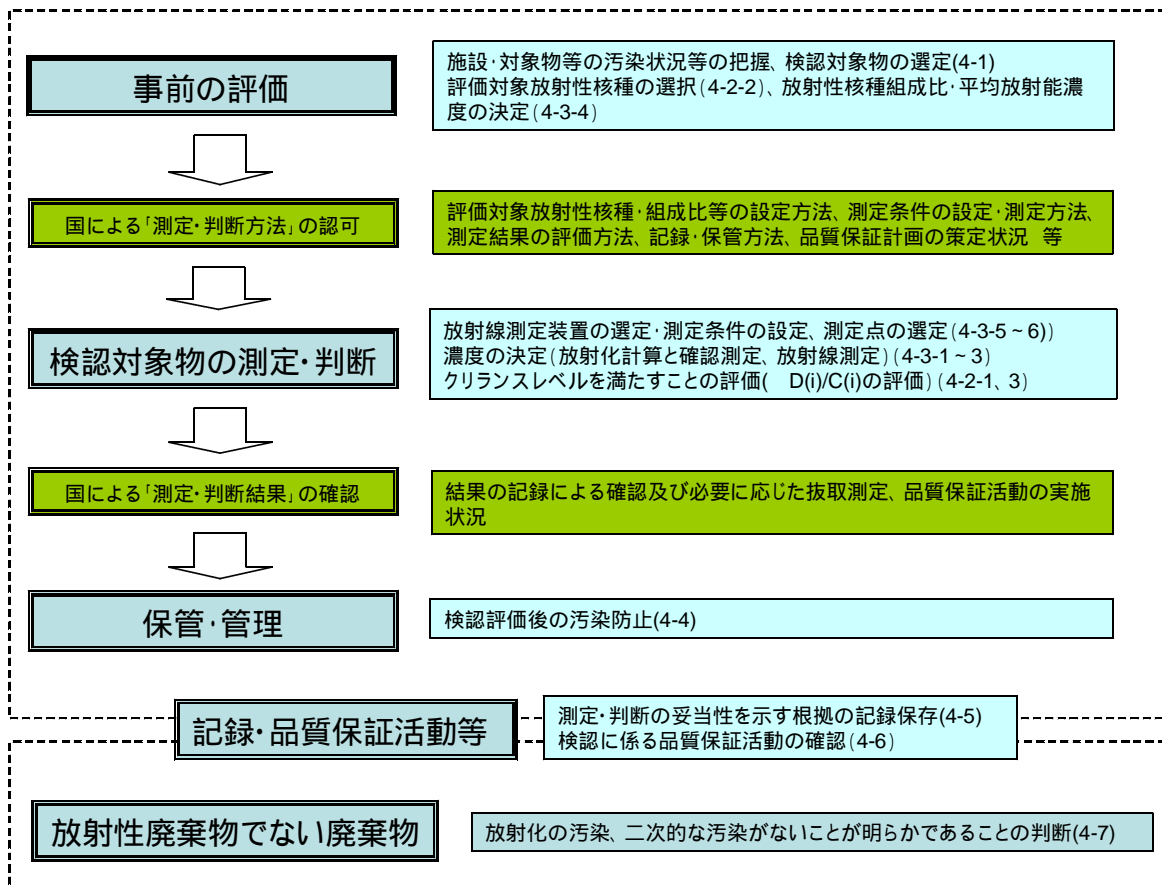 事前の評価
施設・対象物等の汚染状況等の把握、検認対象物の選定(4-1)
評価対象放射性核種の選択(4-2-2)、放射性核種組成比・平均放射能濃
度の決定(4-3-4)
国による「測定・判断方法」の認可
評価対象放射性核種・組成比等の設定方法、測定条件の設定・測定方法、
測定結果の評価方法、記録・保管方法、品質保証計画の策定状況 等
検認対象物の測定・判断
放射線測定装置の選定・測定条件の設定、測定点の選定(4-3-5~6))
濃度の決定(放射化計算と確認測定、放射線測定)(4-3-1~3)
クリランスレベルを満たすことの評価( D(i)/C(i)の評価)(4-2-1、3)
国による「測定・判断結果」の確認
結果の記録による確認及び必要に応じた抜取測定、品質保証活動の実施
状況
保管・管理
検認評価後の汚染防止(4-4)
記録・品質保証活動等
測定・判断の妥当性を示す根拠の記録保存(4-5)
検認に係る品質保証活動の確認(4-6)
放射性廃棄物でない廃棄物
放射化の汚染、二次的な汚染がないことが明らかであることの判断(4-7)